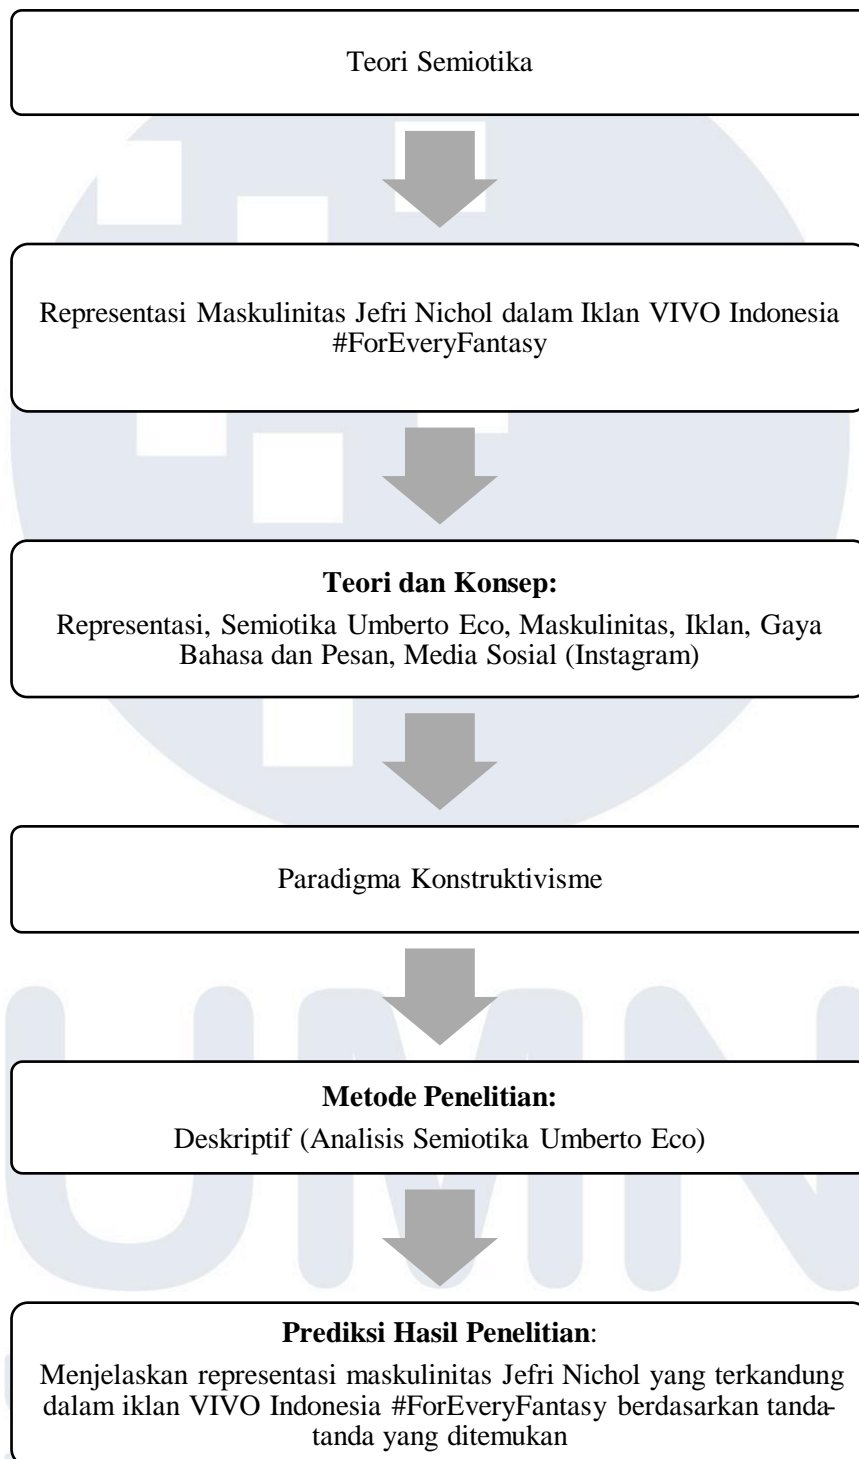 Teori Semiotika
Representasi Maskulinitas Jefri Nichol dalam Iklan VIVO Indonesia
#ForEveryFantasy
Teori dan Konsep:
Representasi, Semiotika Umberto Eco, Maskulinitas, Iklan, Gaya
Bahasa dan Pesan, Media Sosial (Instagram)
Paradigma Konstruktivisme
UMN
Metode Penelitian:
Deskriptif (Analisis Semiotika Umberto Eco)
Prediksi Hasil Penelitian:
Menjelaskan representasi maskulinitas Jefri Nichol yang terkandung
dalam iklan VIVO Indonesia #ForEveryFantasy berdasarkan tanda-
tanda yang ditemukan